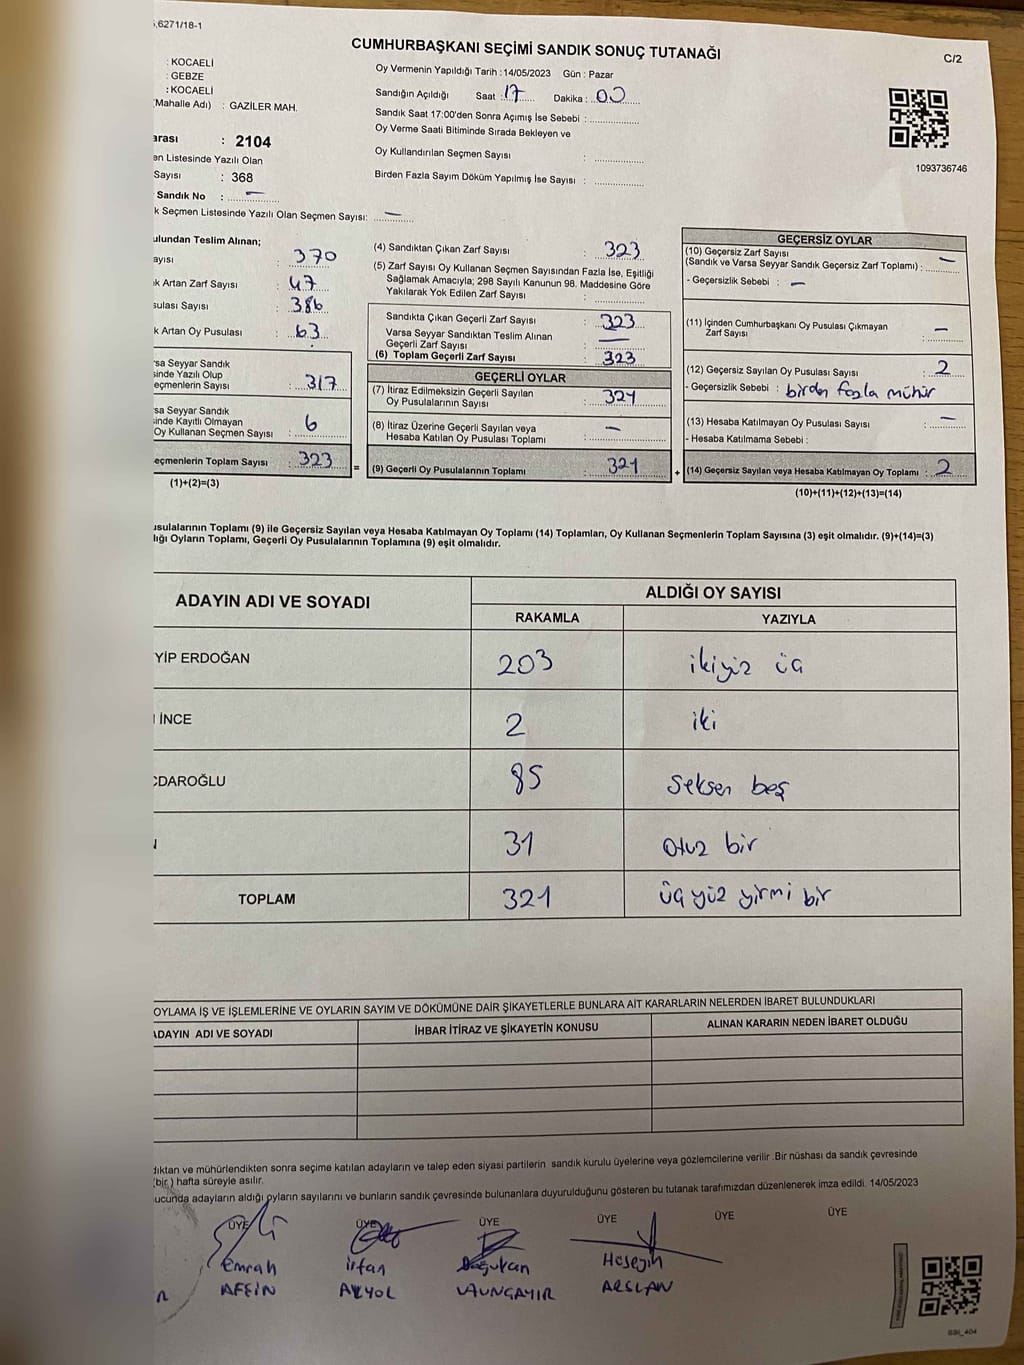 ,6271/18-1
CUMHURBAŞKANI SEÇİMİ SANDIK SONUÇ TUTANAĞI
C/2
: KOCAELİ
: GEBZE
: KOCAELİ
(Mahalle Adı) : GAZİLER MAH.
arası : 2104
en Listesinde Yazılı Olan
Sayısı : 368
Sandık No : —
k Seçmen Listesinde Yazılı Olan Seçmen Sayısı: —
Oy Vermenin Yapıldığı Tarih : 14/05/2023 Gün : Pazar
Sandığın Açıldığı Saat : 17 Dakika : 00
Sandık Saat 17:00'den Sonra Açımış İse Sebebi :
Oy Verme Saati Bitiminde Sırada Bekleyen ve
Oy Kullandırılan Seçmen Sayısı :
Birden Fazla Sayım Döküm Yapılmış İse Sayısı :
1093736746
ulundan Teslim Alınan;
ayısı : 370
k Artan Zarf Sayısı : 47
sulası Sayısı : 386
k Artan Oy Pusulası : 63
rsa Seyyar Sandık
sinde Yazılı Olup
eçmenlerin Sayısı : 317
sa Seyyar Sandık
inde Kayıtlı Olmayan
Oy Kullanan Seçmen Sayısı : 6
eçmenlerin Toplam Sayısı : 323
(1)+(2)=(3)
(4) Sandıktan Çıkan Zarf Sayısı : 323
(5) Zarf Sayısı Oy Kullanan Seçmen Sayısından Fazla İse, Eşitliği
Sağlamak Amacıyla; 298 Sayılı Kanunun 98. Maddesine Göre
Yakılarak Yok Edilen Zarf Sayısı :
Sandıkta Çıkan Geçerli Zarf Sayısı : 323
Varsa Seyyar Sandıktan Teslim Alınan
Geçerli Zarf Sayısı : —
(6) Toplam Geçerli Zarf Sayısı : 323
GEÇERLİ OYLAR
(7) İtiraz Edilmeksizin Geçerli Sayılan
Oy Pusulalarının Sayısı : 321
(8) İtiraz Üzerine Geçerli Sayılan veya
Hesaba Katılan Oy Pusulası Toplamı : —
= (9) Geçerli Oy Pusulalarının Toplamı : 321
GEÇERSİZ OYLAR
(10) Geçersiz Zarf Sayısı
(Sandık ve Varsa Seyyar Sandık Geçersiz Zarf Toplamı) : —
- Geçersizlik Sebebi : —
(11) İçinden Cumhurbaşkanı Oy Pusulası Çıkmayan
Zarf Sayısı : —
(12) Geçersiz Sayılan Oy Pusulası Sayısı : 2
- Geçersizlik Sebebi : birden fazla mühür
(13) Hesaba Katılmayan Oy Pusulası Sayısı : —
- Hesaba Katılmama Sebebi :
+ (14) Geçersiz Sayılan veya Hesaba Katılmayan Oy Toplamı : 2
(10)+(11)+(12)+(13)=(14)
usulalarının Toplamı (9) ile Geçersiz Sayılan veya Hesaba Katılmayan Oy Toplamı (14) Toplamları, Oy Kullanan Seçmenlerin Toplam Sayısına (3) eşit olmalıdır. (9)+(14)=(3)
lığı Oyların Toplamı, Geçerli Oy Pusulalarının Toplamına (9) eşit olmalıdır.
ADAYIN ADI VE SOYADI
ALDIĞI OY SAYISI
RAKAMLA YAZIYLA
YİP ERDOĞAN 203 ikiyüz üç
İNCE 2 iki
ÇDAROĞLU 85 seksen beş
31 otuz bir
TOPLAM 321 üç yüz yirmi bir
OYLAMA İŞ VE İŞLEMLERİNE VE OYLARIN SAYIM VE DÖKÜMÜNE DAİR ŞİKAYETLERLE BUNLARA AİT KARARLARIN NELERDEN İBARET BULUNDUKLARI
ADAYIN ADI VE SOYADI İHBAR İTİRAZ VE ŞİKAYETİN KONUSU ALINAN KARARIN NEDEN İBARET OLDUĞU
dıktan ve mühürlendikten sonra seçime katılan adayların ve talep eden siyasi partilerin sandık kurulu üyelerine veya gözlemcilerine verilir .Bir nüshası da sandık çevresinde
(bir ) hafta süreyle asılır.
ucunda adayların aldığı oyların sayılarını ve bunların sandık çevresinde bulunanlara duyurulduğunu gösteren bu tutanak tarafımızdan düzenlenerek imza edildi. 14/05/2023
ÜYE ÜYE ÜYE ÜYE ÜYE ÜYE
Emrah İrfan Doğukan Hüseyin
AFŞİN AKYOL ARSLAN